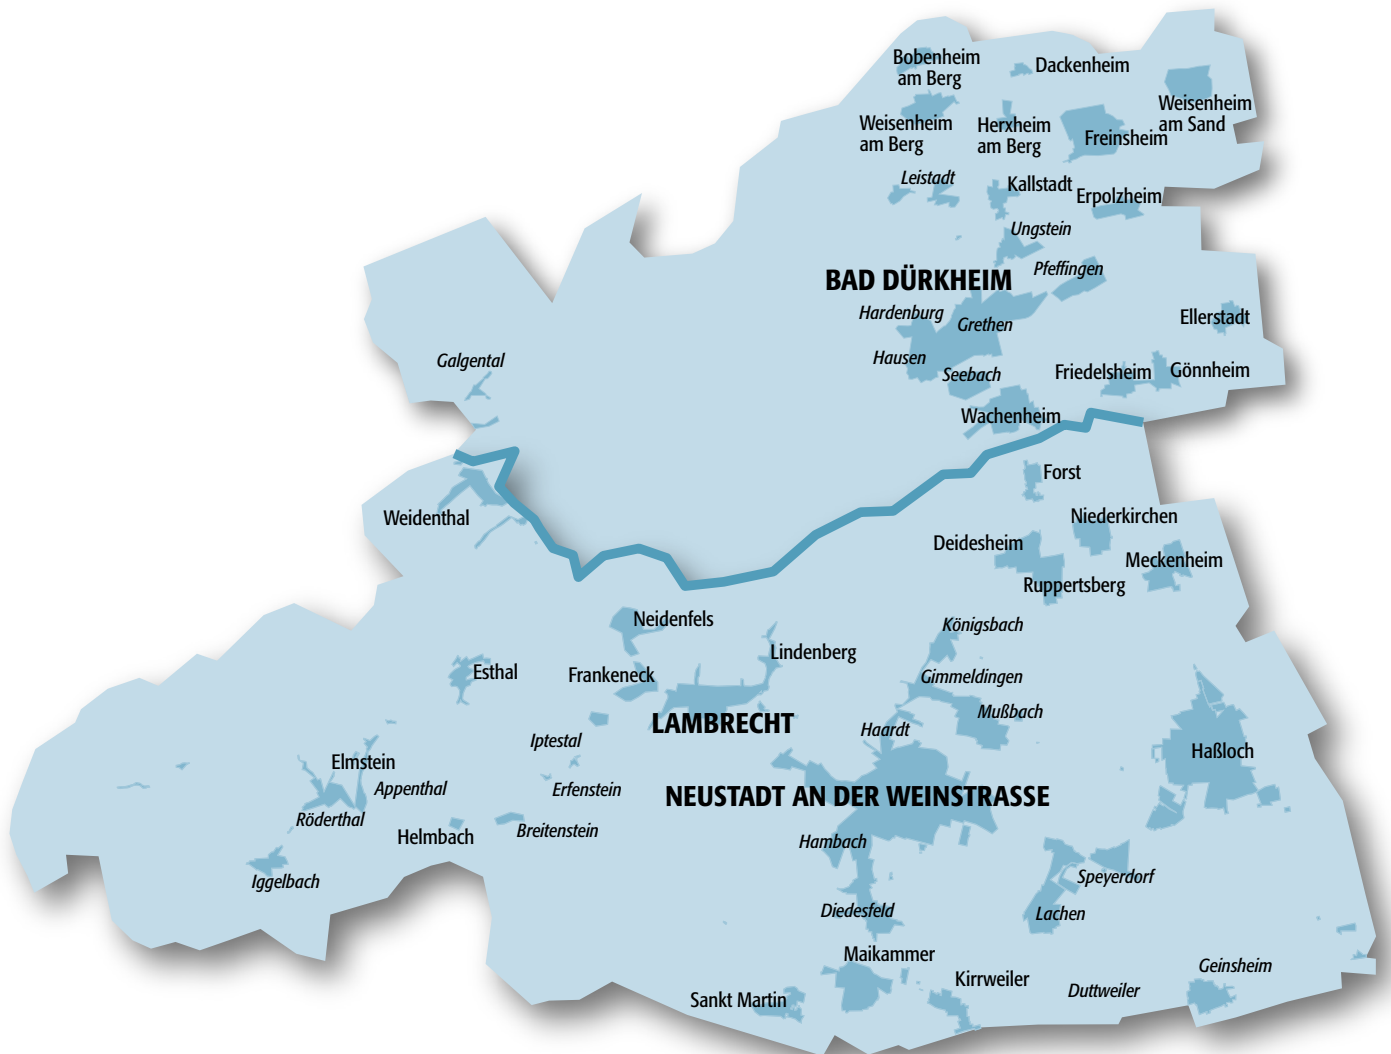 Bobenheim
am Berg
Dackenheim
Weisenheim
am Sand
Weisenheim
am Berg
Herxheim
am Berg
Freinsheim
Leistadt
Kallstadt
Erpolzheim
Ungstein
Pfeffingen
BAD DÜRKHEIM
Hardenburg
Grethen
Ellerstadt
Hausen
Seebach
Friedelsheim
Gönnheim
Galgental
Wachenheim
Forst
Weidenthal
Niederkirchen
Deidesheim
Meckenheim
Ruppertsberg
Neidenfels
Königsbach
Lindenberg
Esthal
Frankeneck
Gimmeldingen
Mußbach
LAMBRECHT
Haardt
Iptestal
Haßloch
Elmstein
Appenthal
Erfenstein
NEUSTADT AN DER WEINSTRASSE
Röderthal
Helmbach
Breitenstein
Hambach
Iggelbach
Speyerdorf
Diedesfeld
Lachen
Maikammer
Geinsheim
Kirrweiler
Duttweiler
Sankt Martin